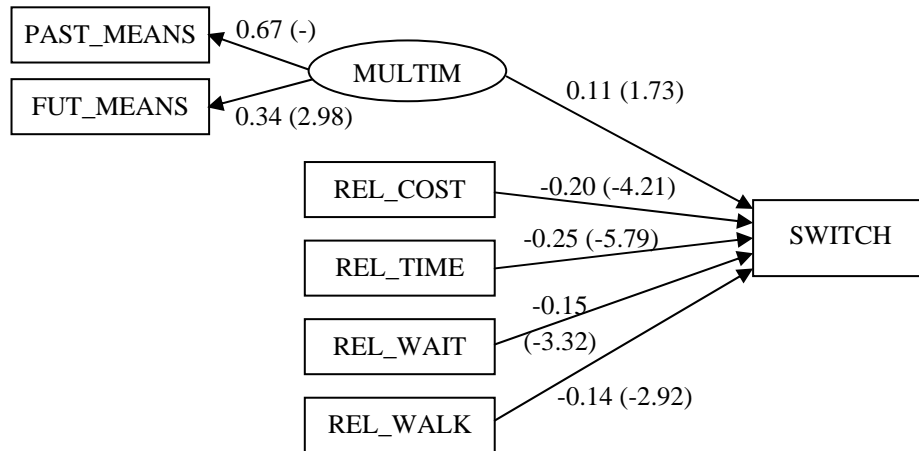 PAST_MEANS
0.67 (-)
MULTIM
FUT_MEANS
0.34 (2.98)
0.11 (1.73)
REL_COST
-0.20 (-4.21)
SWITCH
REL_TIME
-0.25 (-5.79)
REL_WAIT
-0.15
(-3.32)
REL_WALK
-0.14 (-2.92)